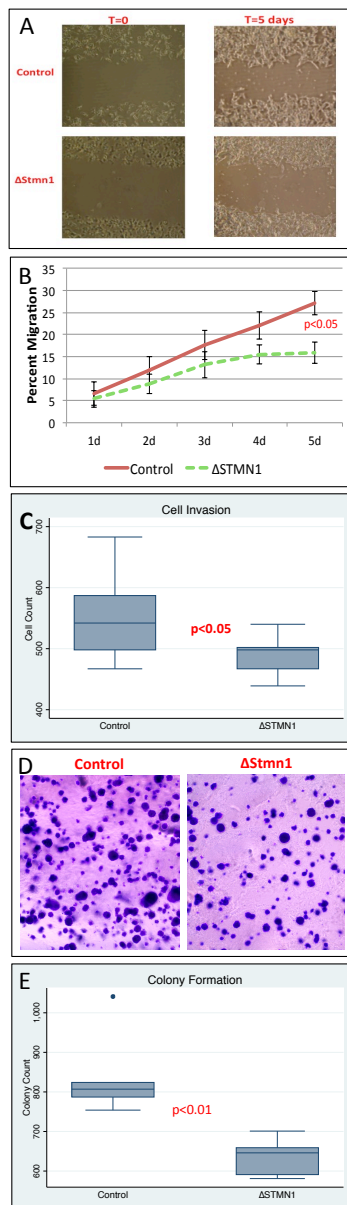 A
T=0 T=5 days
Control
ΔStmn1
B
Percent Migration
35
30
25
20
15
10
5
0
p<0.05
1d 2d 3d 4d 5d
Control ΔSTMN1
C
Cell Invasion
Cell Count
700
600
500
400
p<0.05
Control ΔSTMN1
D
Control ΔStmn1
E
Colony Formation
Colony Count
1,000
900
800
700
600
p<0.01
Control ΔSTMN1